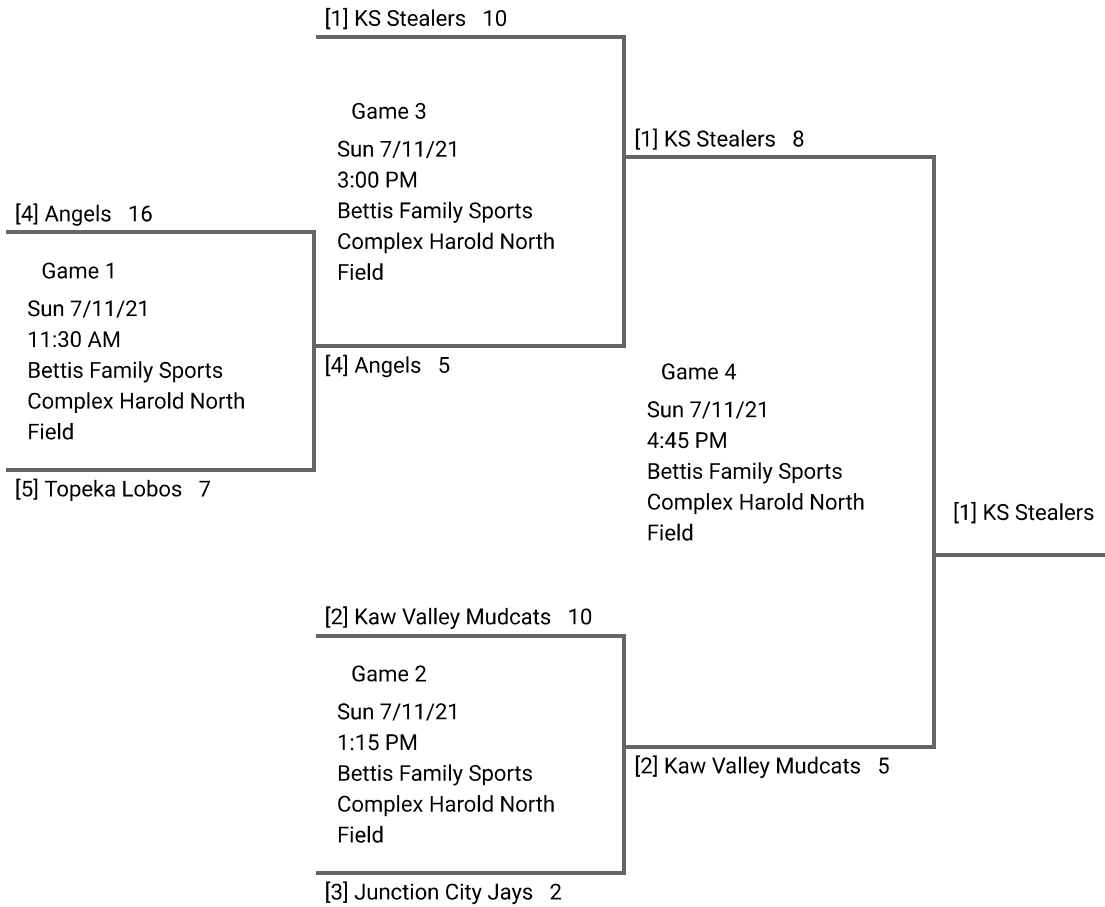 [1] KS Stealers 10
Game 3
Sun 7/11/21
3:00 PM
Bettis Family Sports
Complex Harold North
Field
[1] KS Stealers 8
[4] Angels 16
Game 1
Sun 7/11/21
11:30 AM
Bettis Family Sports
Complex Harold North
Field
[4] Angels 5
[5] Topeka Lobos 7
Game 4
Sun 7/11/21
4:45 PM
Bettis Family Sports
Complex Harold North
Field
[1] KS Stealers
[2] Kaw Valley Mudcats 10
Game 2
Sun 7/11/21
1:15 PM
Bettis Family Sports
Complex Harold North
Field
[2] Kaw Valley Mudcats 5
[3] Junction City Jays 2